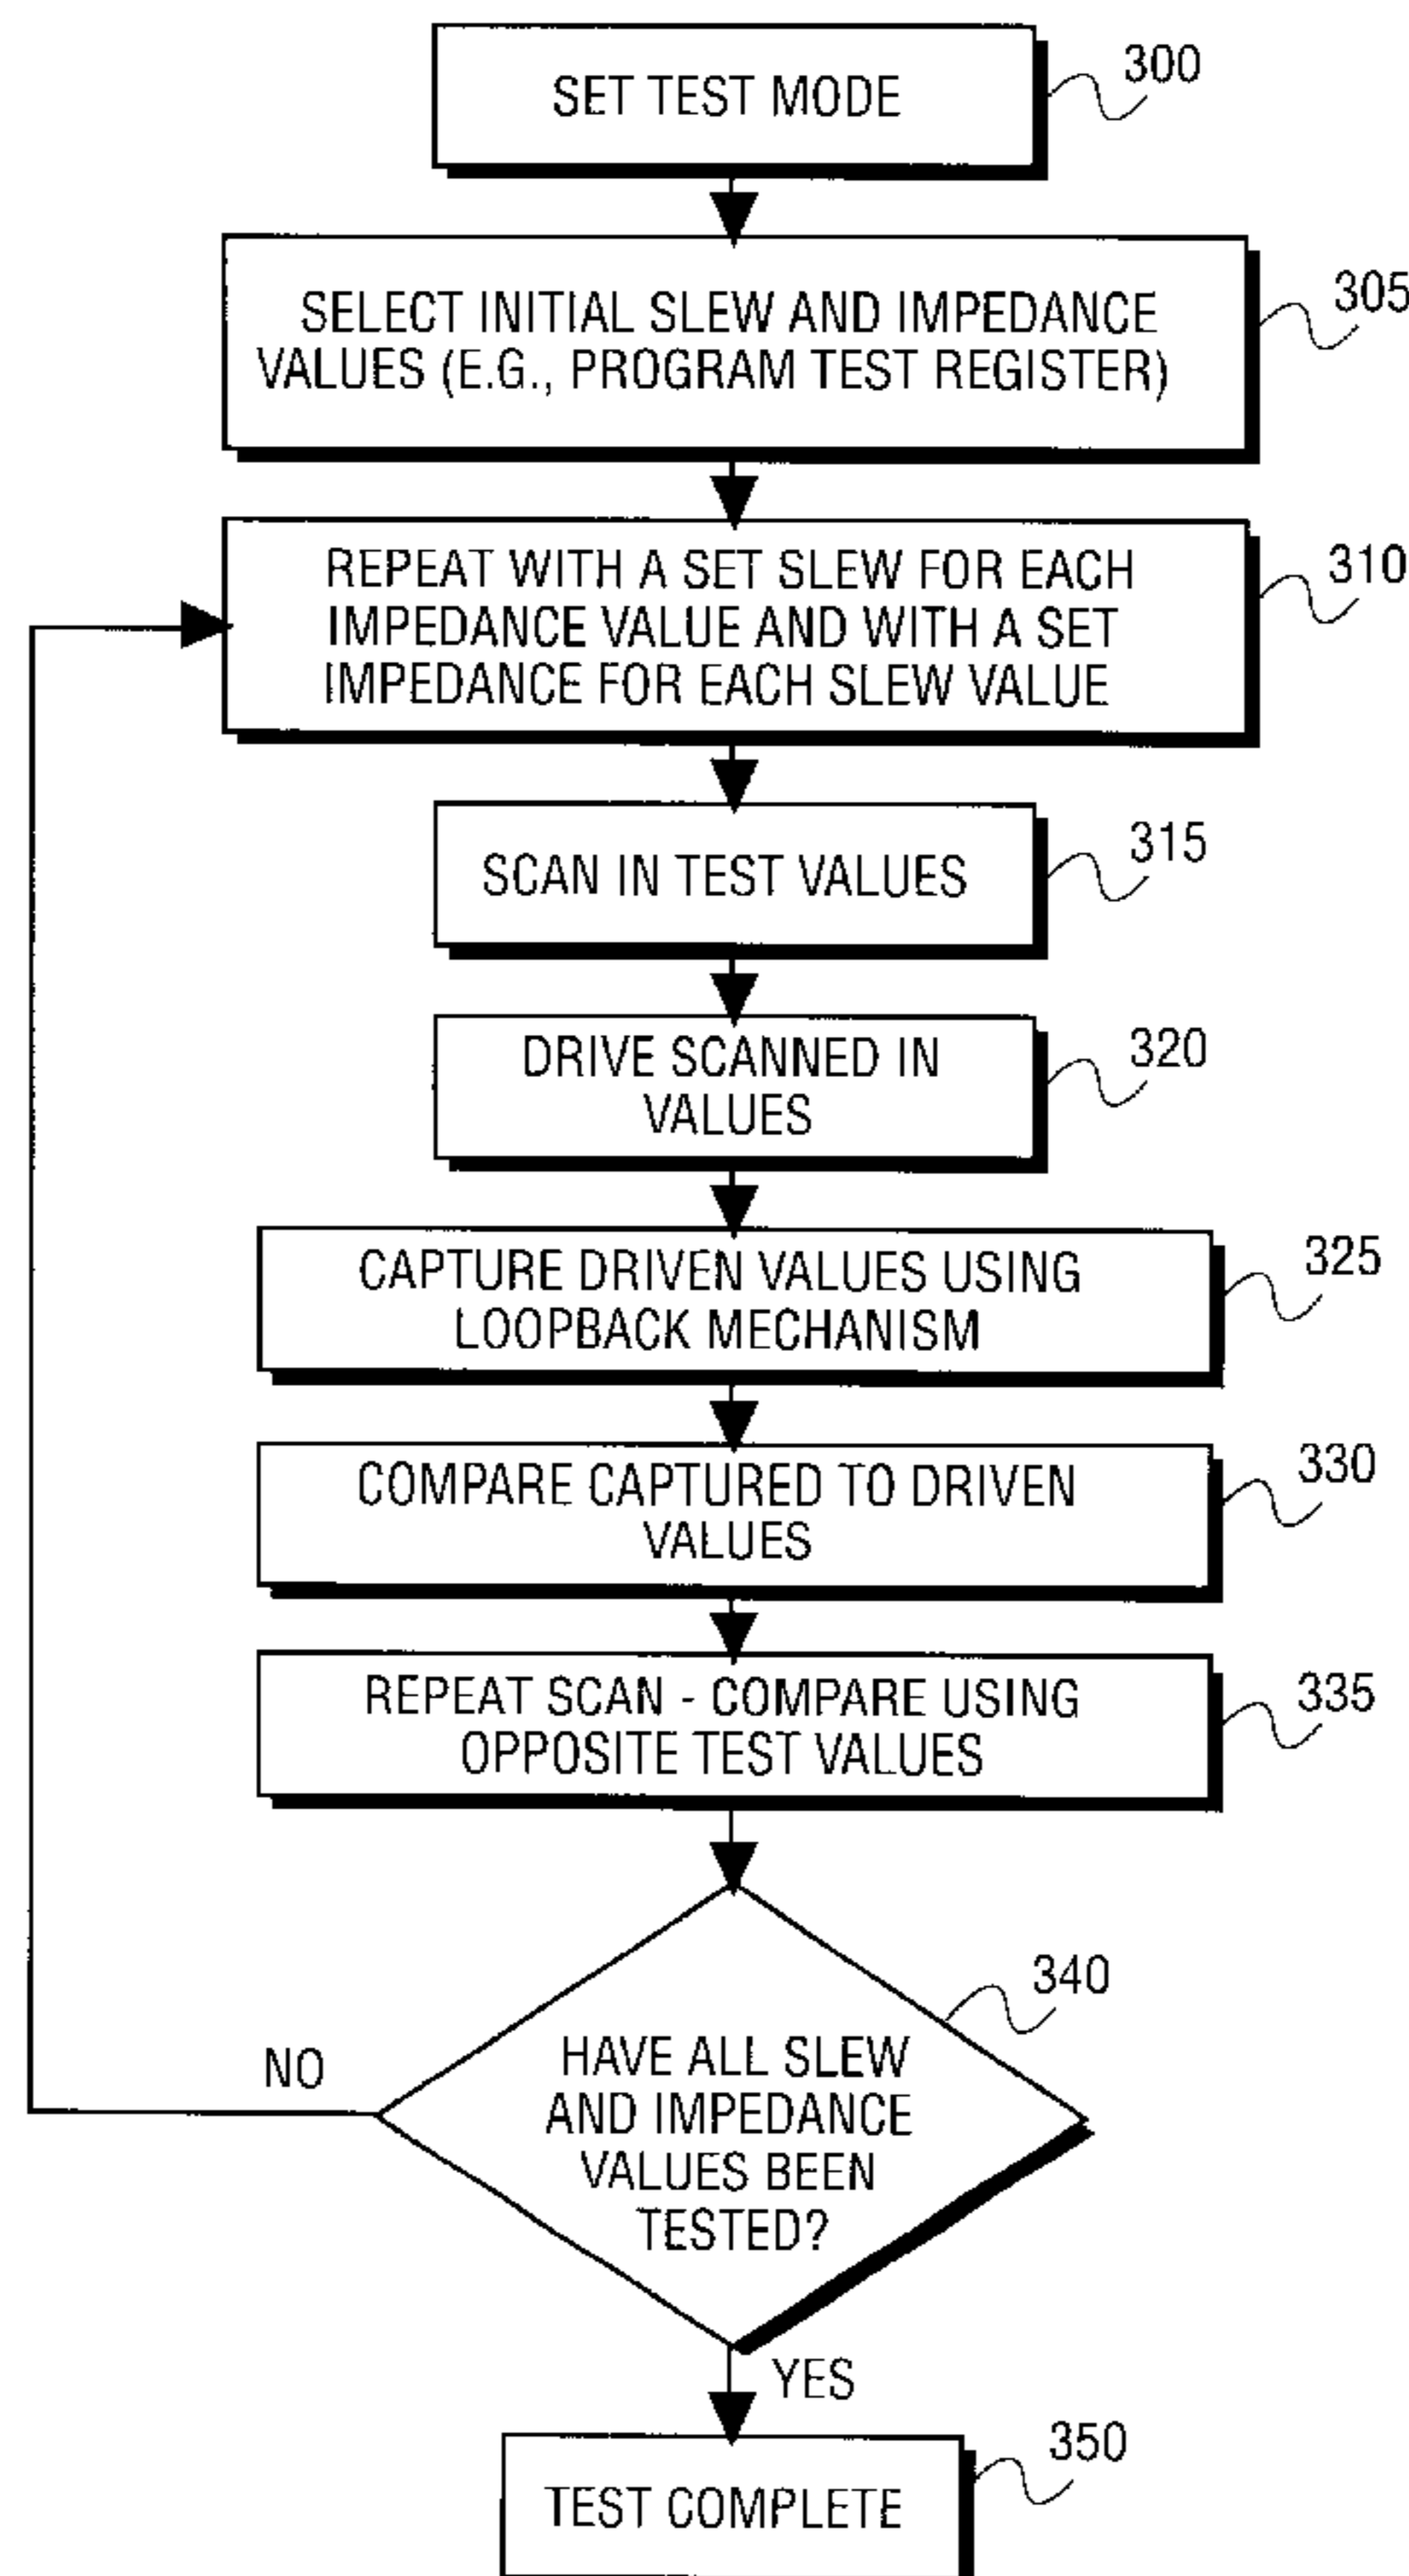 SET TEST MODE
300
SELECT INITIAL SLEW AND IMPEDANCE
VALUES (E.G., PROGRAM TEST REGISTER)
305
REPEAT WITH A SET SLEW FOR EACH
IMPEDANCE VALUE AND WITH A SET
IMPEDANCE FOR EACH SLEW VALUE
310
SCAN IN TEST VALUES
315
DRIVE SCANNED IN
VALUES
320
CAPTURE DRIVEN VALUES USING
LOOPBACK MECHANISM
325
COMPARE CAPTURED TO DRIVEN
VALUES
330
REPEAT SCAN - COMPARE USING
OPPOSITE TEST VALUES
335
340
HAVE ALL SLEW
AND IMPEDANCE
VALUES BEEN
TESTED?
NO
YES
TEST COMPLETE
350